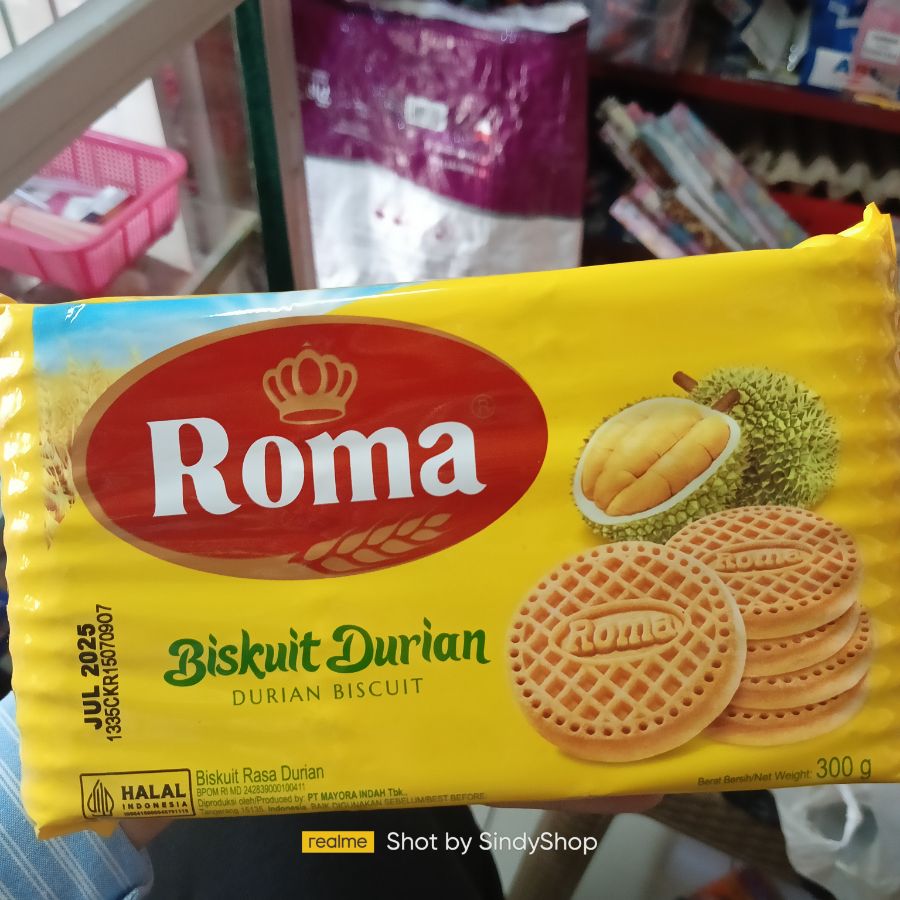 Roma
®
Biskuit Durian
DURIAN BISCUIT
JUL 2025
1335CKR15070907
HALAL
INDONESIA
Biskuit Rasa Durian
BPOM RI MD 242839000100411
Diproduksi oleh/Produced by: PT MAYORA INDAH Tbk.,
Tangerang 15135, Indonesia. BAIK DIGUNAKAN SEBELUM/BEST BEFORE:
Roma
Roma
Berat Bersih/Net Weight: 300 g
realme Shot by SindyShop